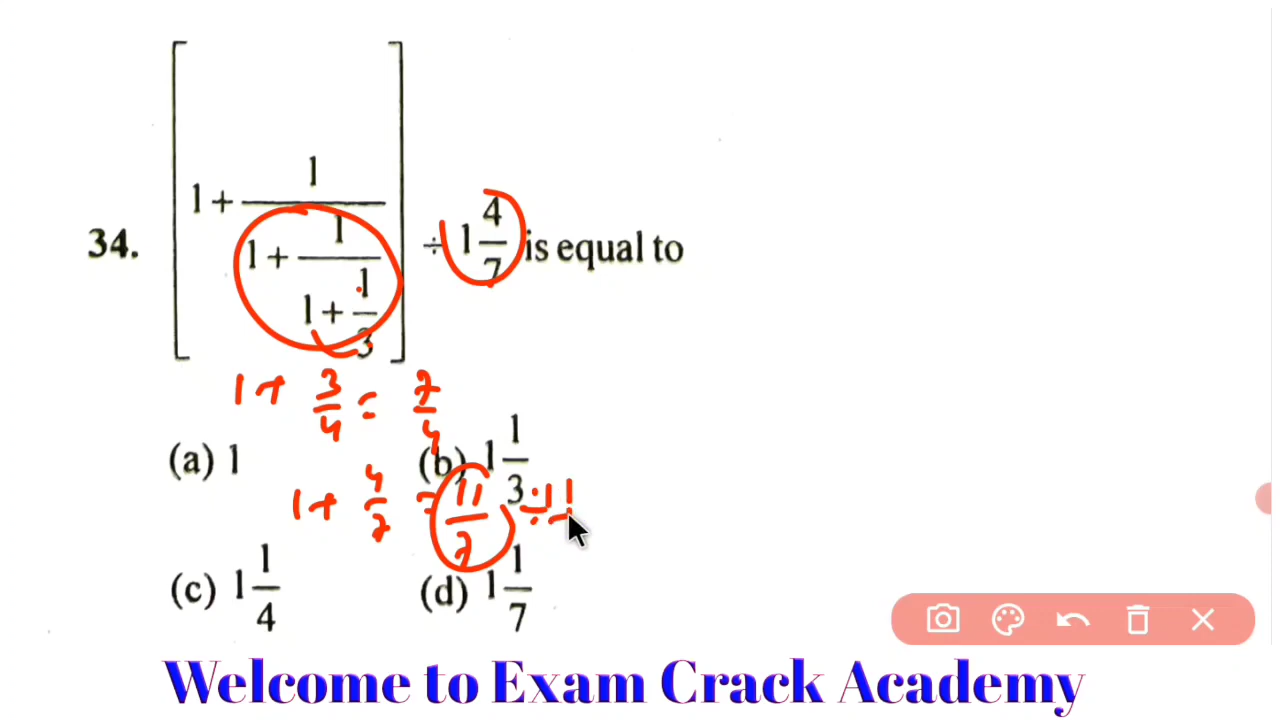 34. [1 + 1/(1 + 1/(1 + 1/3))] ÷ 1 4/7 is equal to
1 + 3/4 = 7/4
(a) 1 (b) 1 1/3
1 + 4/7 = 11/7 ÷ 11
(c) 1 1/4 (d) 1 1/7
Welcome to Exam Crack Academy